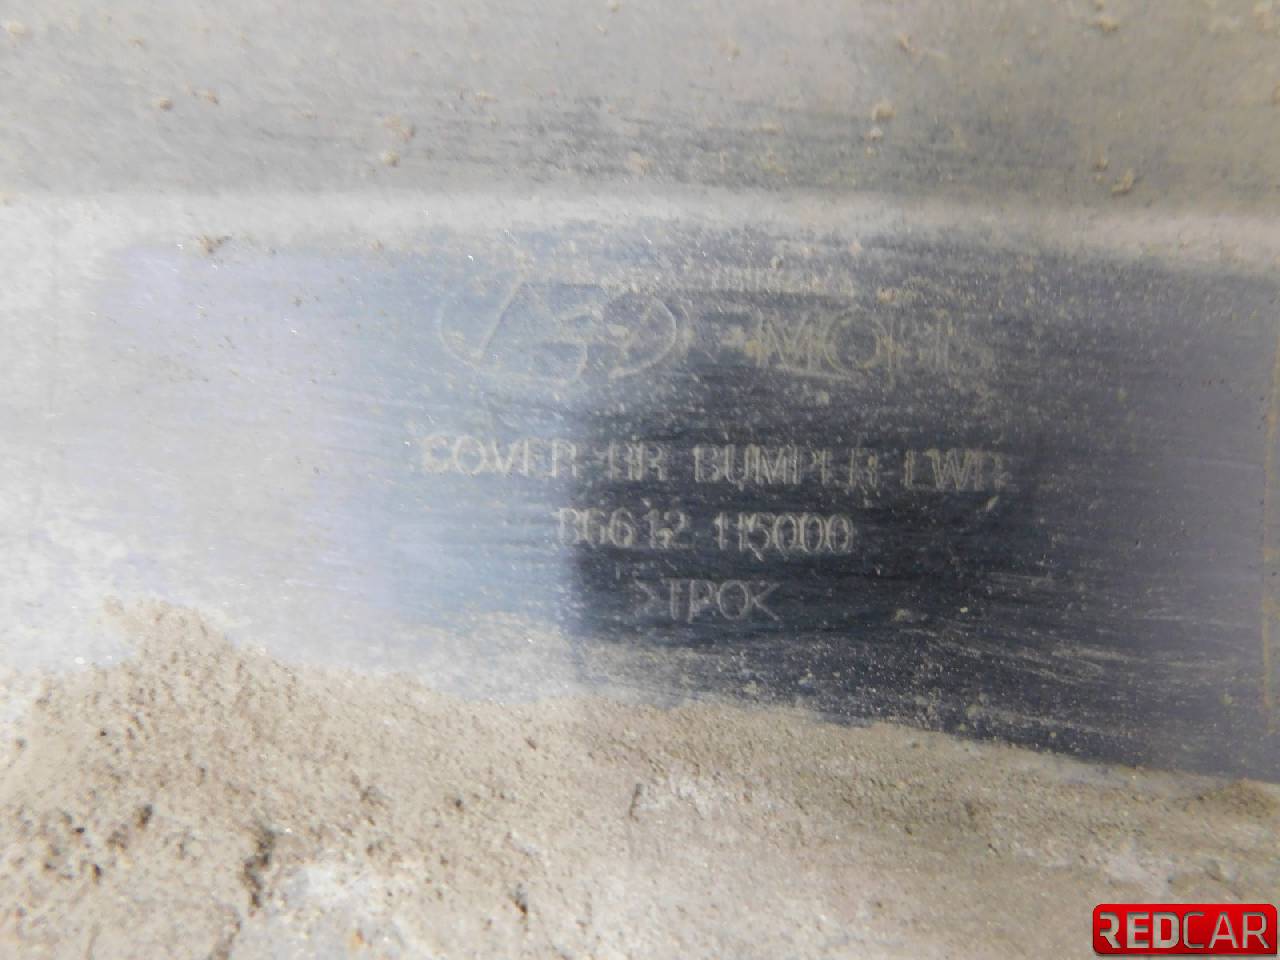 MOBIS
COVER-RR BUMPER-LWR
86612 H5000
>TPO<
REDCAR